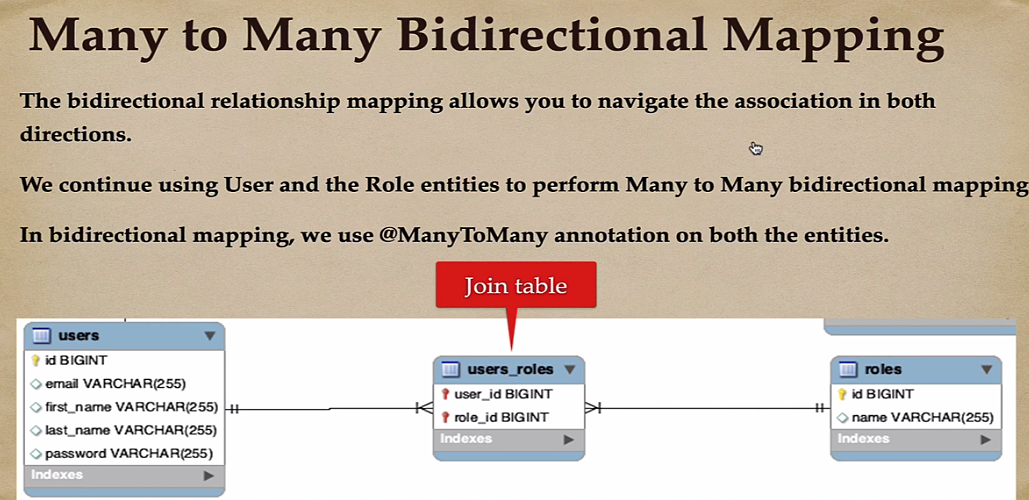 Many to Many Bidirectional Mapping
The bidirectional relationship mapping allows you to navigate the association in both
directions.
We continue using User and the Role entities to perform Many to Many bidirectional mapping
In bidirectional mapping, we use @ManyToMany annotation on both the entities.
Join table
users
id BIGINT
email VARCHAR(255)
first_name VARCHAR(255)
last_name VARCHAR(255)
password VARCHAR(255)
Indexes
users_roles
user_id BIGINT
role_id BIGINT
Indexes
roles
id BIGINT
name VARCHAR(255)
Indexes